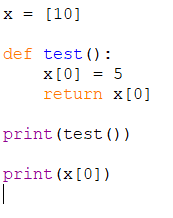 x = [10]
def test():
    x[0] = 5
    return x[0]
print(test())
print(x[0])